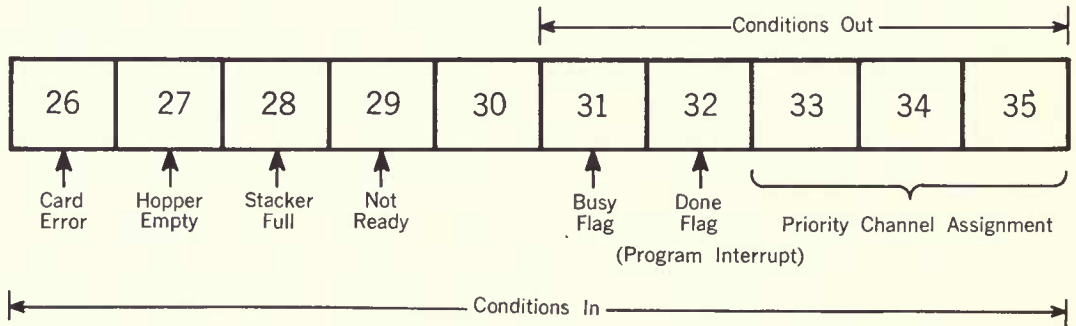 Conditions Out
26 27 28 29 30 31 32 33 34 35
Card Error
Hopper Empty
Stacker Full
Not Ready
Busy Flag
Done Flag
(Program Interrupt)
Priority Channel Assignment
Conditions In